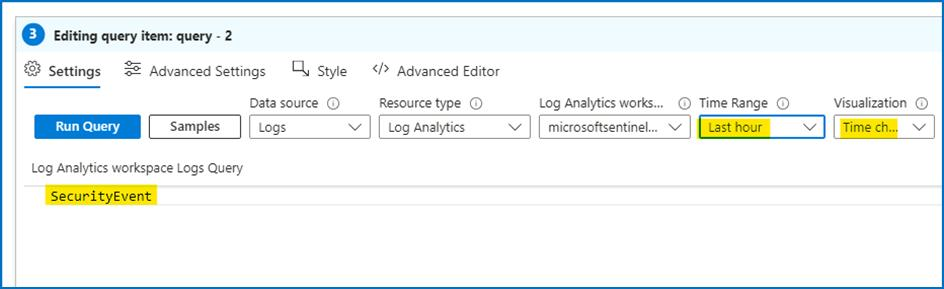 3 Editing query item: query - 2
Settings Advanced Settings Style </> Advanced Editor
Data source Resource type Log Analytics works... Time Range Visualization
Run Query Samples Logs Log Analytics microsoftsentinel... Last hour Time ch...
Log Analytics workspace Logs Query
SecurityEvent